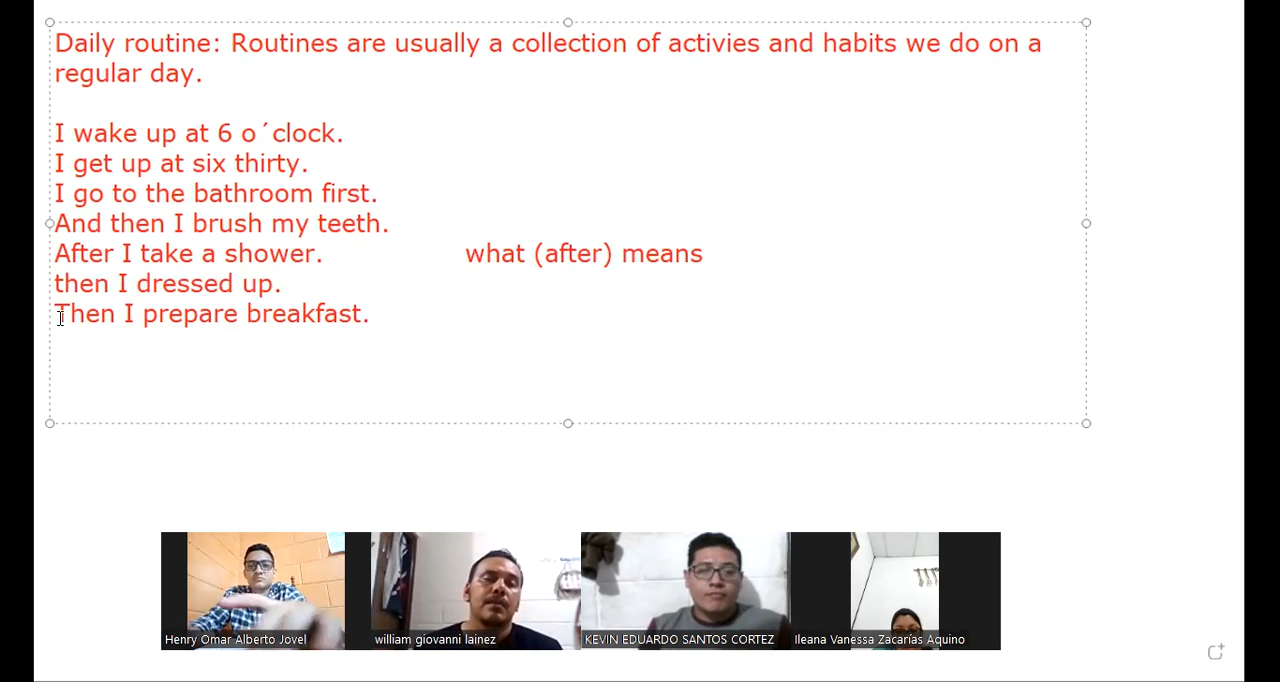 Daily routine: Routines are usually a collection of activies and habits we do on a
regular day.
I wake up at 6 o´clock.
I get up at six thirty.
I go to the bathroom first.
And then I brush my teeth.
After I take a shower. what (after) means
then I dressed up.
Then I prepare breakfast.
Henry Omar Alberto Jovel
william giovanni lainez
KEVIN EDUARDO SANTOS CORTEZ
Ileana Vanessa Zacarías Aquino